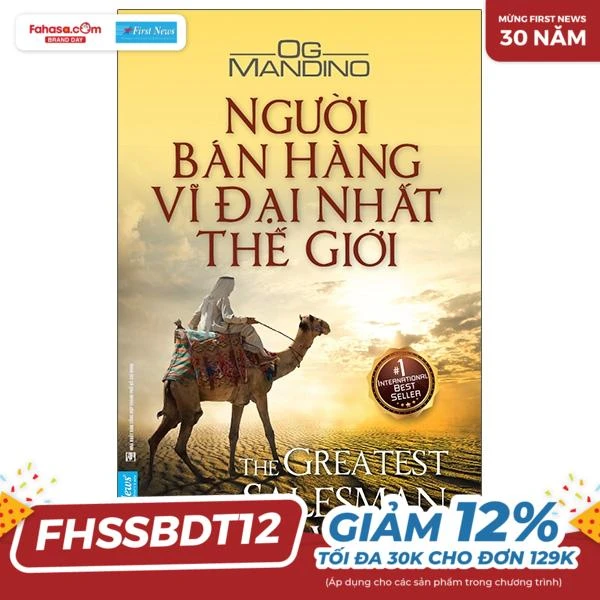 Fahasa.com
BRAND DAY
First News
MỪNG FIRST NEWS
30 NĂM
OG
MANDINO
NGƯỜI
BÁN HÀNG
VĨ ĐẠI NHẤT
THẾ GIỚI
#1
INTERNATIONAL
BEST
SELLER
THE GREATEST
SALESMAN
News
FHSSBDT12
GIẢM 12%
TỐI ĐA 30K CHO ĐƠN 129K
(Áp dụng cho các sản phẩm trong chương trình)